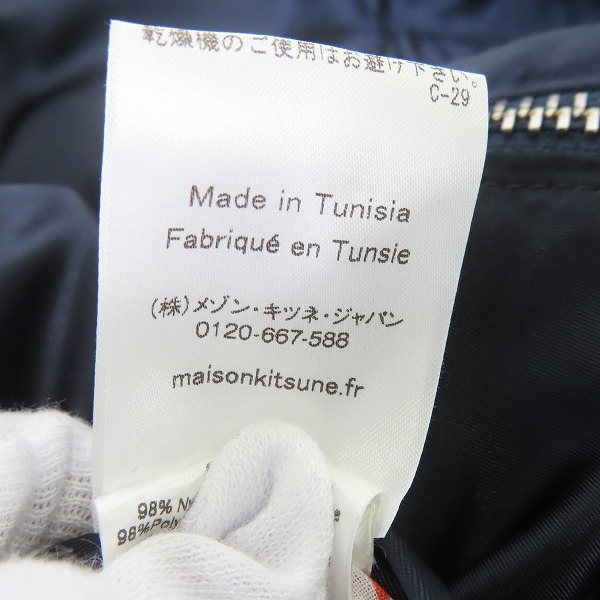 乾燥機のご使用はお避け下さい。
C-29
Made in Tunisia
Fabriqué en Tunsie
(株)メゾン・キツネ・ジャパン
0120-667-588
maisonkitsune.fr
98%
98%